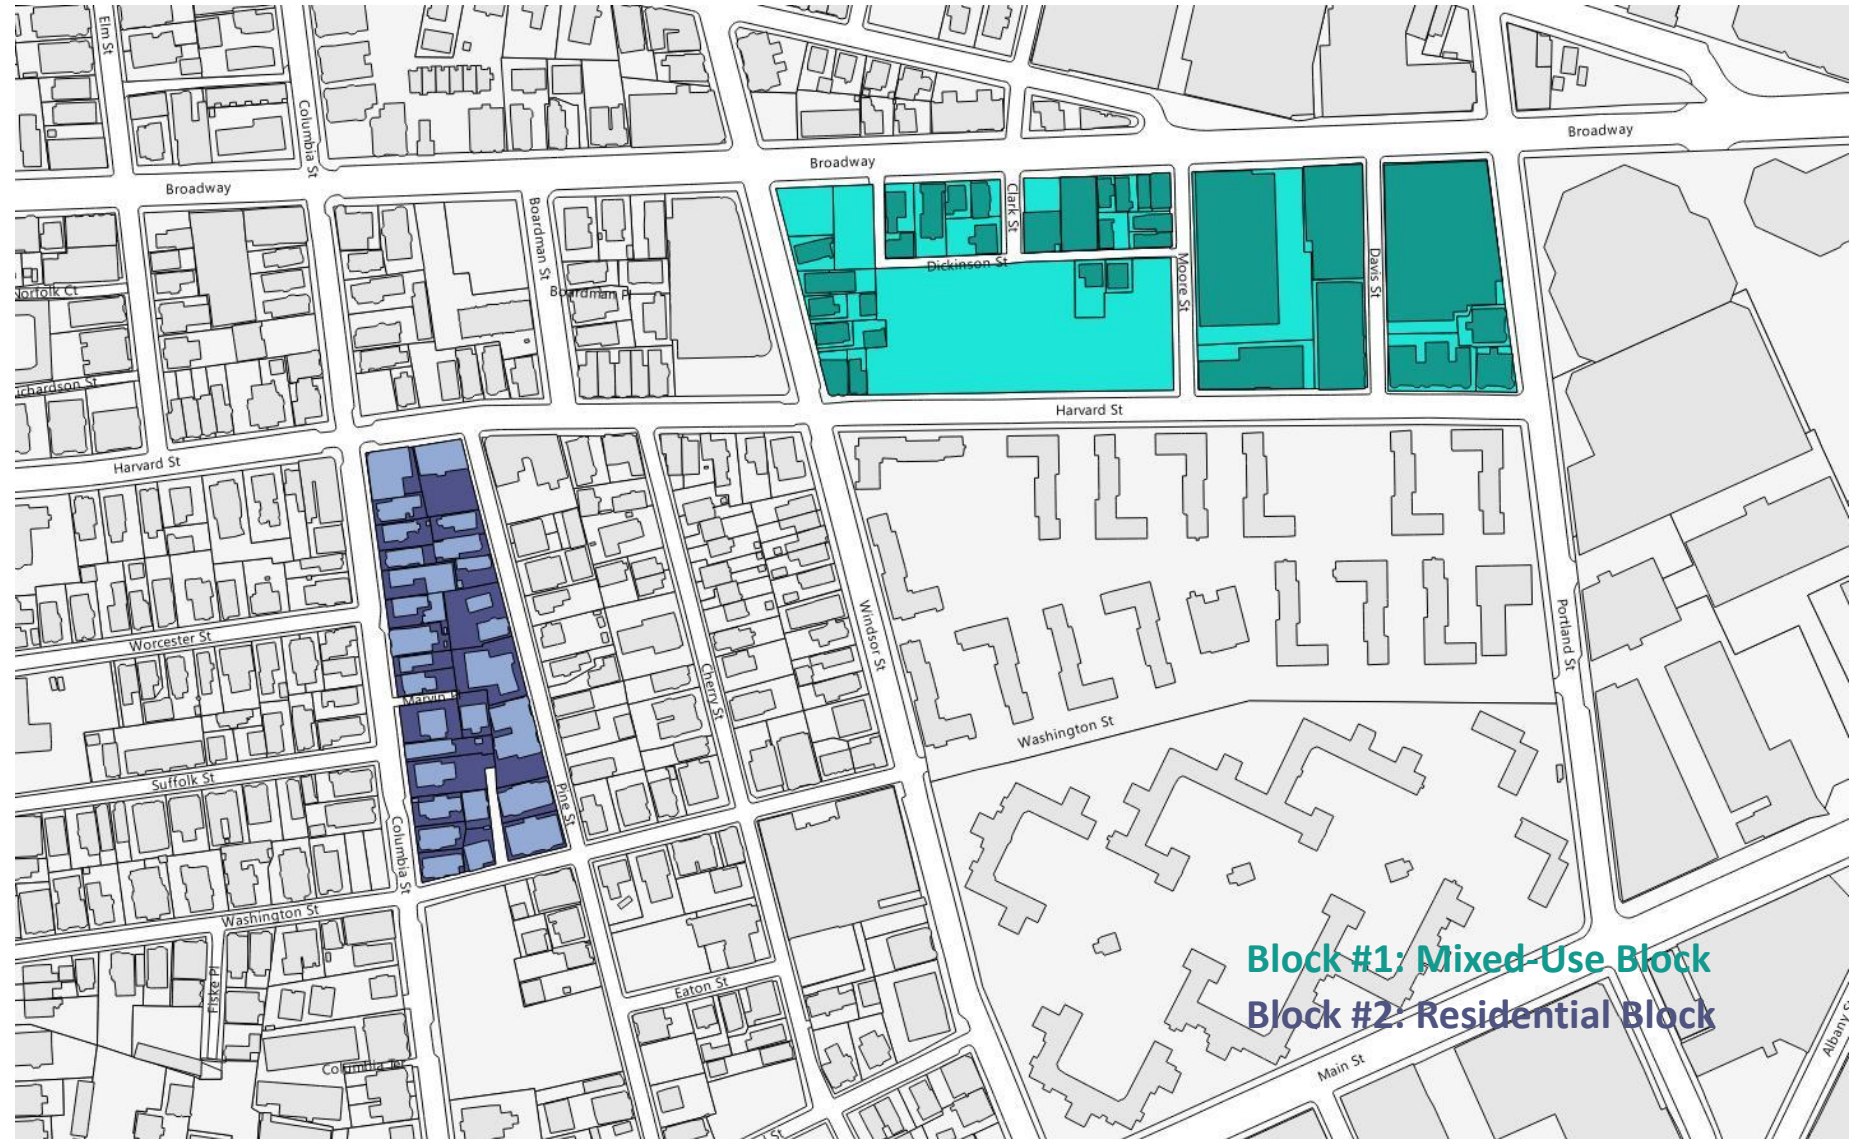 Elm St
Columbia St
Broadway
Broadway
Broadway
Boardman St
Clark St
Dickinson St
Moore St
Davis St
Norfolk Ct
Boardman Pl
Richardson St
Harvard St
Harvard St
Worcester St
Windsor St
Portland St
Cherry St
Marvin Pl
Washington St
Suffolk St
Pine St
Columbia St
Washington St
Block #1: Mixed-Use Block
Block #2: Residential Block
Fiske Pl
Eaton St
Columbia Ter
Main St
Albany St